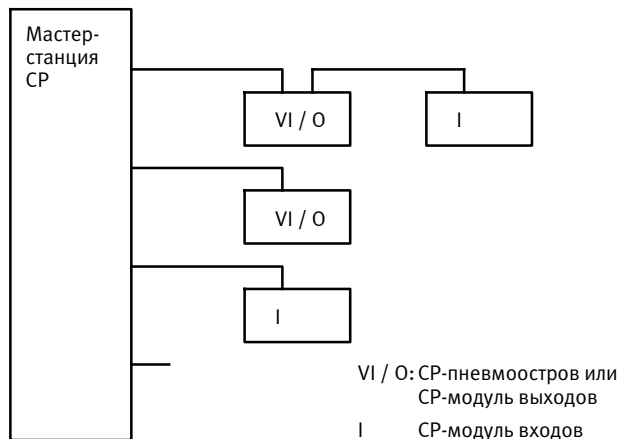 Мастер-
станция
CP
VI / O
I
VI / O
I
VI / O: CP-пневмоостров или
CP-модуль выходов
I CP-модуль входов